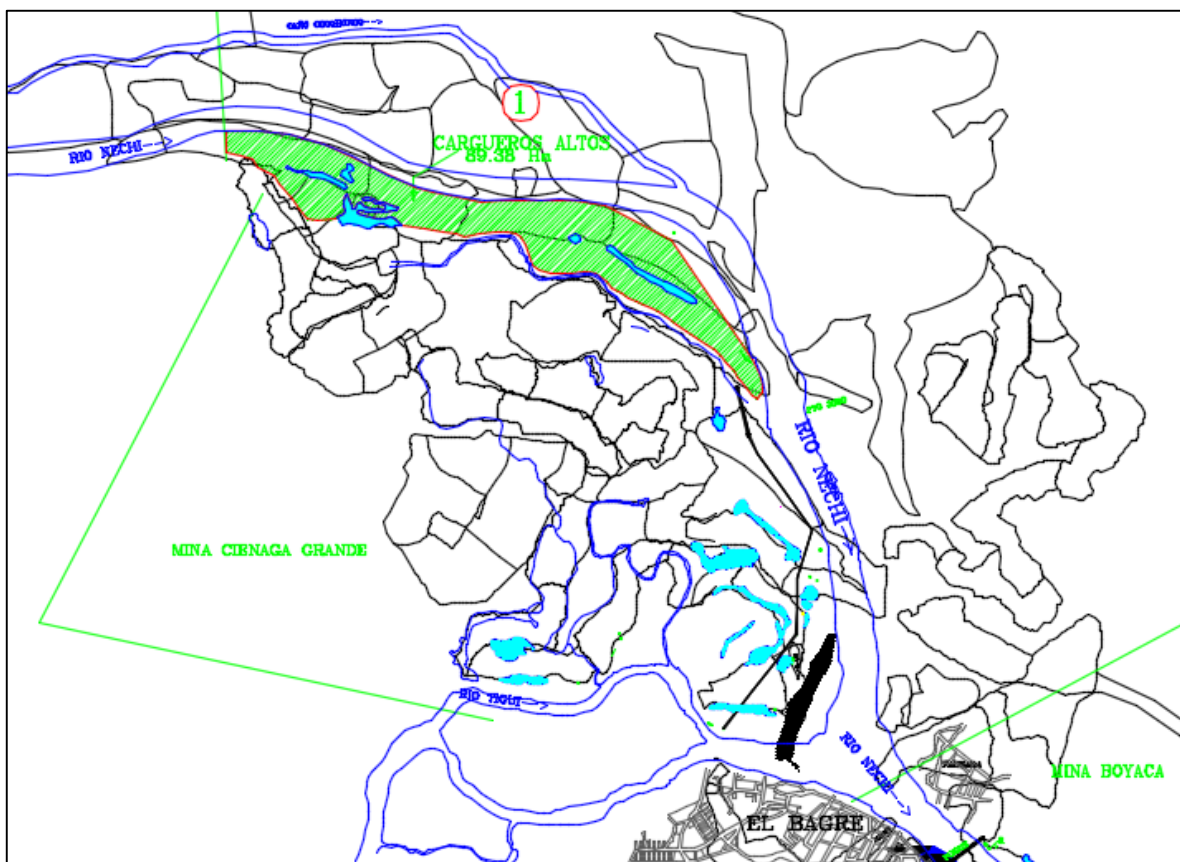 1
CARGUEROS ALTOS
89.38 Ha
RIO NECHI
RIO NECHI
MINA CIENAGA GRANDE
RIO TIGUI
RIO NECHI
MINA BOYACA
EL BAGRE